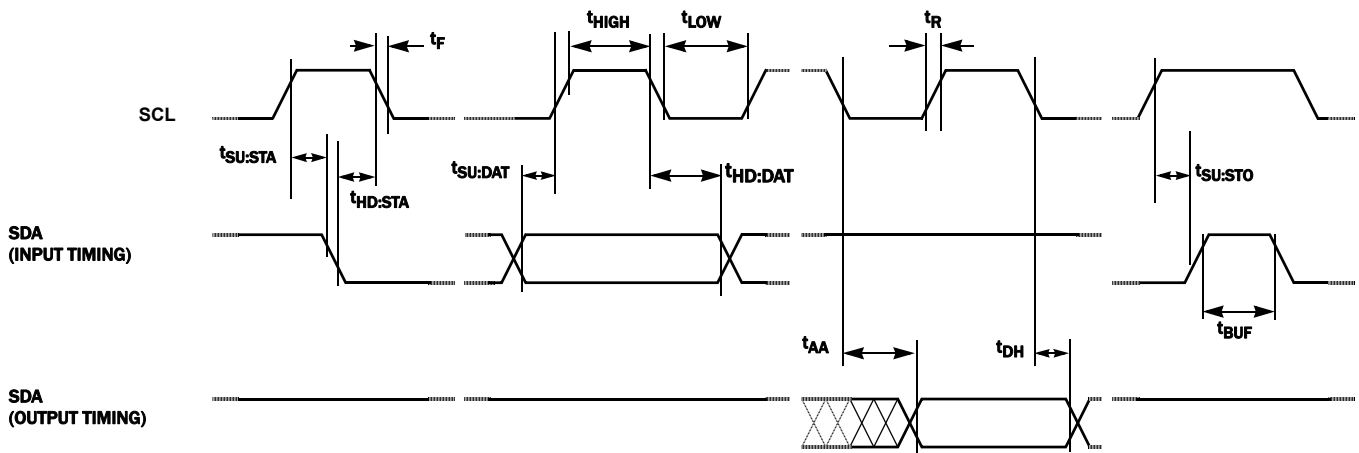 tHIGH
tLOW
tR
tF
SCL
tSU:STA
tHD:STA
tSU:DAT
tHD:DAT
tSU:STO
SDA
(INPUT TIMING)
tBUF
tAA
tDH
SDA
(OUTPUT TIMING)